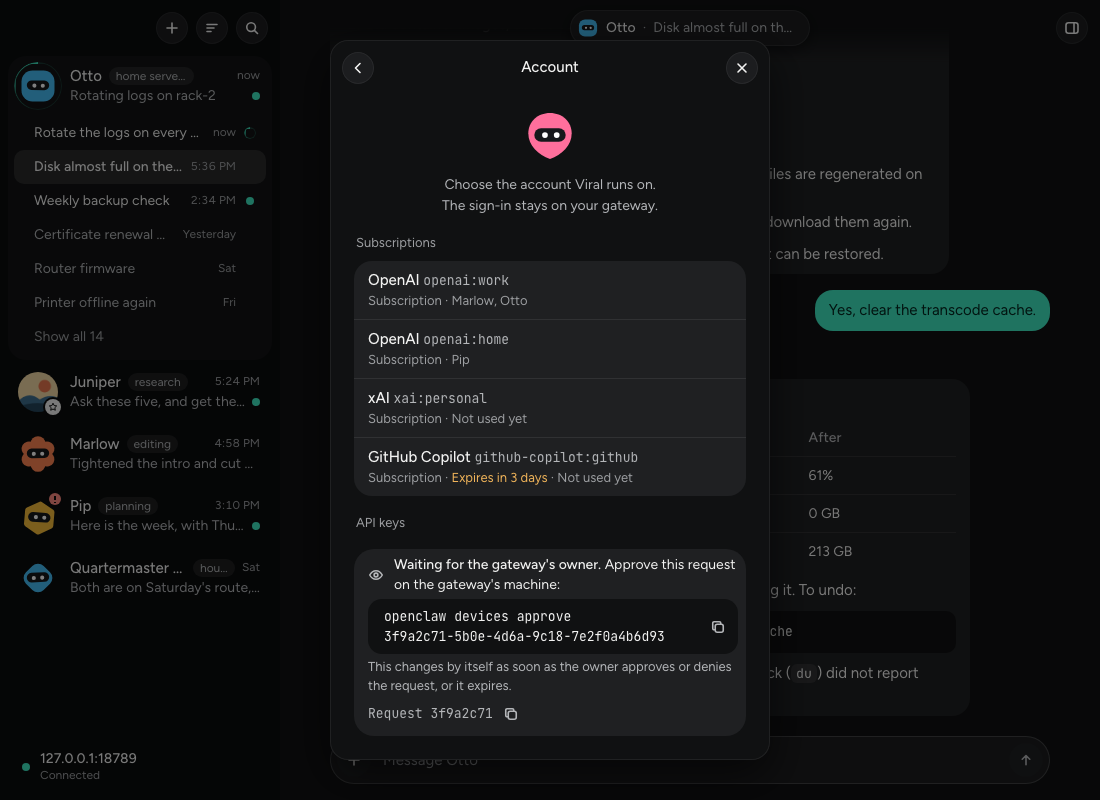 Otto · Disk almost full on th...
Otto home serve... now
Rotating logs on rack-2
Rotate the logs on every ... now
Disk almost full on the... 5:36 PM
Weekly backup check 2:34 PM
Certificate renewal ... Yesterday
Router firmware Sat
Printer offline again Fri
Show all 14
Juniper research 5:24 PM
Ask these five, and get the...
Marlow editing 4:58 PM
Tightened the intro and cut ...
Pip planning 3:10 PM
Here is the week, with Thu...
Quartermaster ... hou... Sat
Both are on Saturday's route,...
127.0.0.1:18789
Connected
Account
Choose the account Viral runs on.
The sign-in stays on your gateway.
Subscriptions
OpenAI openai:work
Subscription · Marlow, Otto
OpenAI openai:home
Subscription · Pip
xAI xai:personal
Subscription · Not used yet
GitHub Copilot github-copilot:github
Subscription · Expires in 3 days · Not used yet
API keys
Waiting for the gateway's owner. Approve this request
on the gateway's machine:
openclaw devices approve
3f9a2c71-5b0e-4d6a-9c18-7e2f0a4b6d93
This changes by itself as soon as the owner approves or denies
the request, or it expires.
Request 3f9a2c71
iles are regenerated on
download them again.
t can be restored.
Yes, clear the transcode cache.
After
61%
0 GB
213 GB
g it. To undo:
che
ck ( du ) did not report
Message Otto